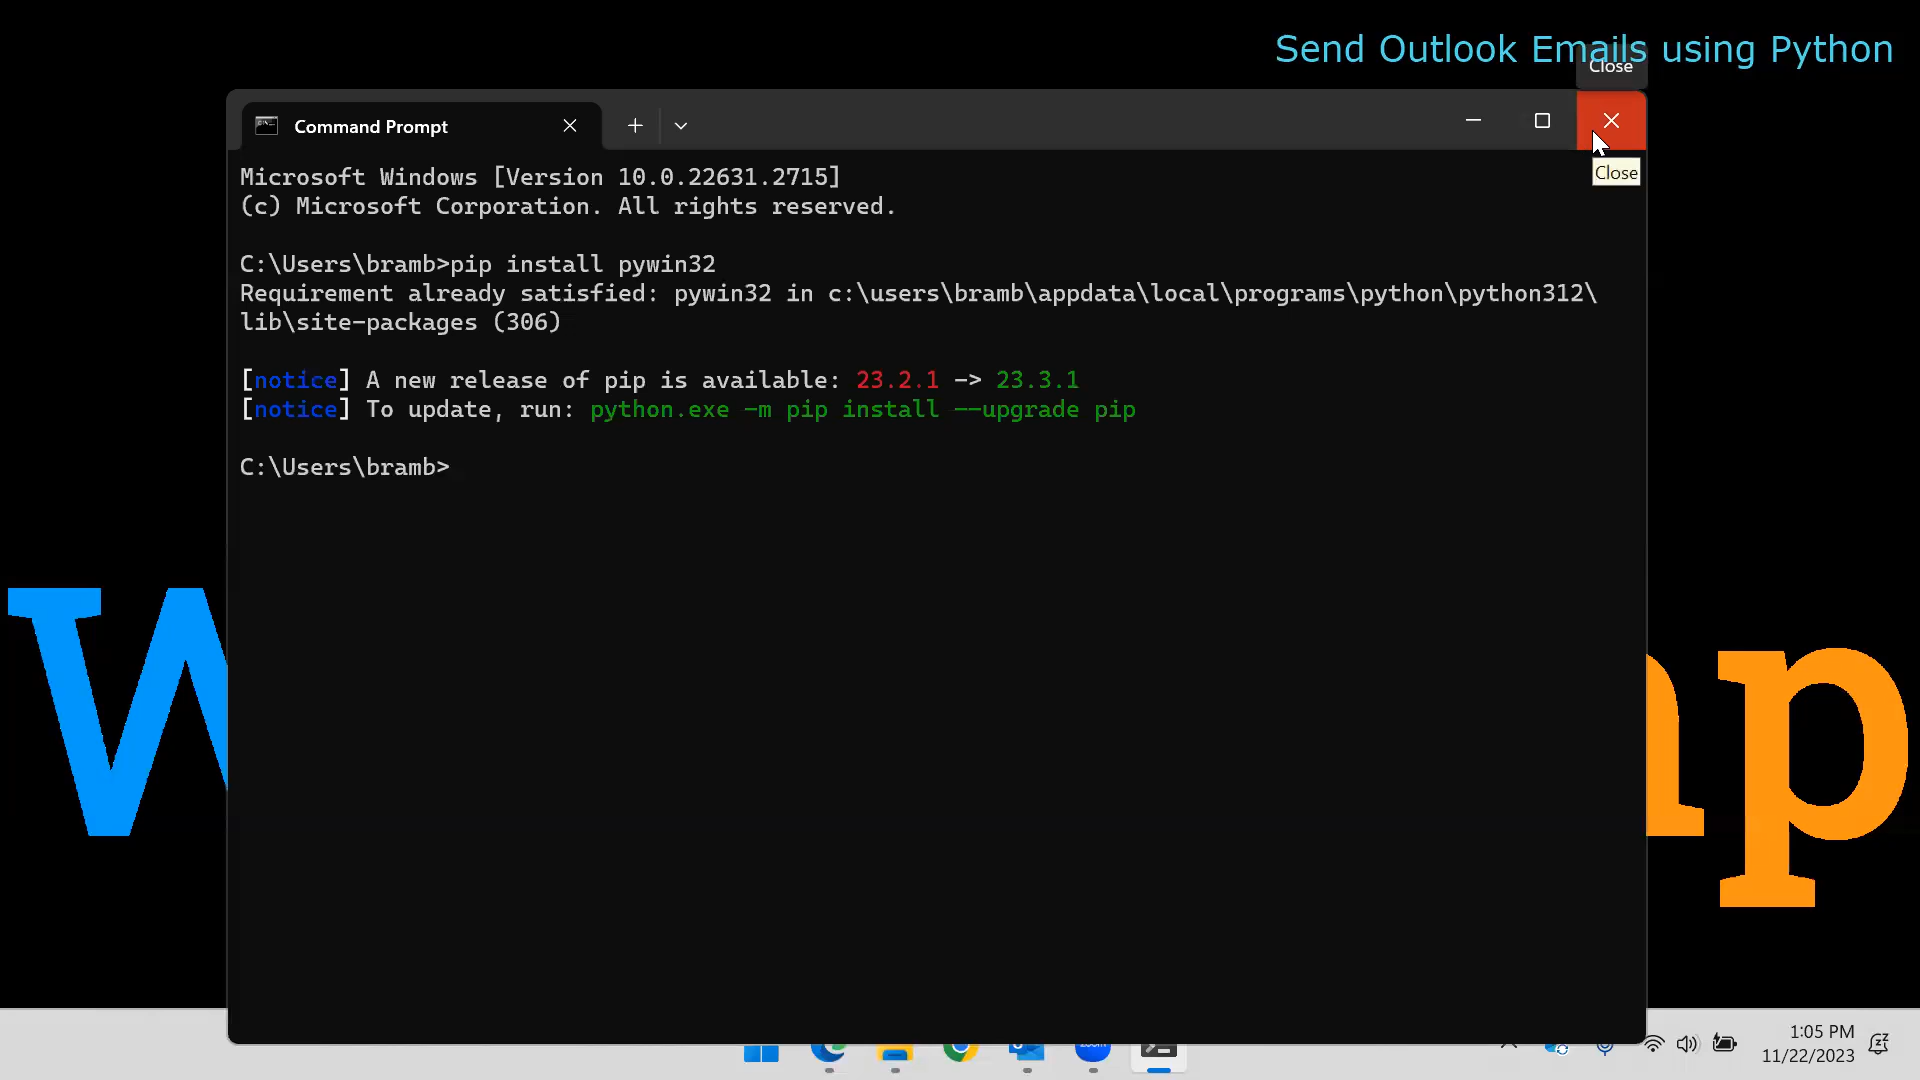 Send Outlook Emails using Python
Close
Command Prompt
Close
Microsoft Windows [Version 10.0.22631.2715]
(c) Microsoft Corporation. All rights reserved.
C:\Users\bramb>pip install pywin32
Requirement already satisfied: pywin32 in c:\users\bramb\appdata\local\programs\python\python312\
lib\site-packages (306)
[notice] A new release of pip is available: 23.2.1 -> 23.3.1
[notice] To update, run: python.exe -m pip install --upgrade pip
C:\Users\bramb>
W
p
zoom
1:05 PM
11/22/2023